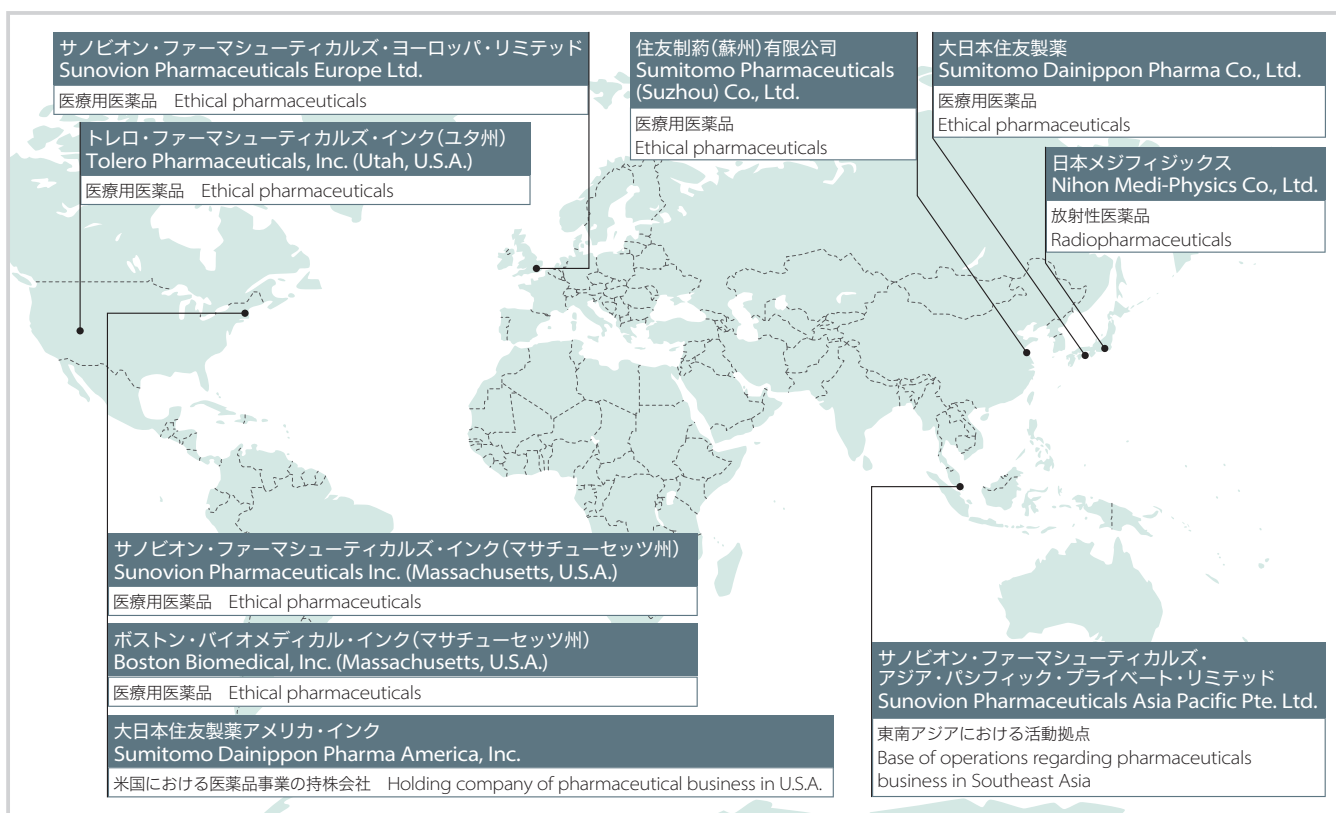 サノビオン・ファーマシューティカルズ・ヨーロッパ・リミテッド
Sunovion Pharmaceuticals Europe Ltd.
医療用医薬品 Ethical pharmaceuticals
トレロ・ファーマシューティカルズ・インク(ユタ州)
Tolero Pharmaceuticals, Inc. (Utah, U.S.A.)
医療用医薬品 Ethical pharmaceuticals
住友制葯(蘇州)有限公司
Sumitomo Pharmaceuticals
(Suzhou) Co., Ltd.
医療用医薬品
Ethical pharmaceuticals
大日本住友製薬
Sumitomo Dainippon Pharma Co., Ltd.
医療用医薬品
Ethical pharmaceuticals
日本メジフィジックス
Nihon Medi-Physics Co., Ltd.
放射性医薬品
Radiopharmaceuticals
サノビオン・ファーマシューティカルズ・インク(マサチューセッツ州)
Sunovion Pharmaceuticals Inc. (Massachusetts, U.S.A.)
医療用医薬品 Ethical pharmaceuticals
ボストン・バイオメディカル・インク(マサチューセッツ州)
Boston Biomedical, Inc. (Massachusetts, U.S.A.)
医療用医薬品 Ethical pharmaceuticals
大日本住友製薬アメリカ・インク
Sumitomo Dainippon Pharma America, Inc.
米国における医薬品事業の持株会社 Holding company of pharmaceutical business in U.S.A.
サノビオン・ファーマシューティカルズ・
アジア・パシフィック・プライベート・リミテッド
Sunovion Pharmaceuticals Asia Pacific Pte. Ltd.
東南アジアにおける活動拠点
Base of operations regarding pharmaceuticals
business in Southeast Asia